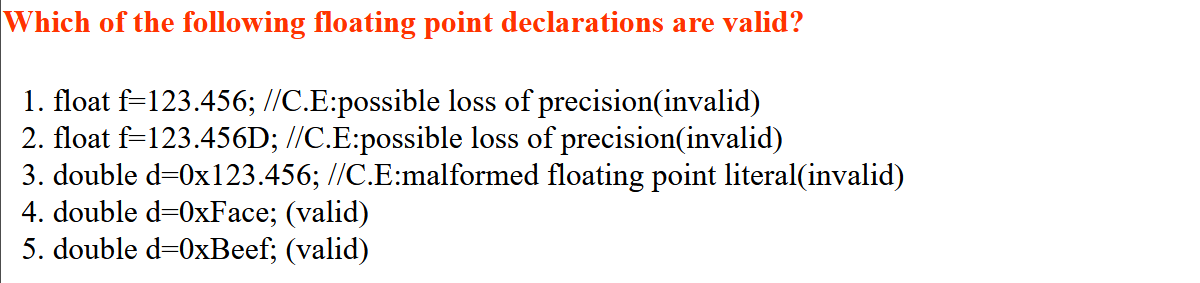 Which of the following floating point declarations are valid?
1. float f=123.456; //C.E:possible loss of precision(invalid)
2. float f=123.456D; //C.E:possible loss of precision(invalid)
3. double d=0x123.456; //C.E:malformed floating point literal(invalid)
4. double d=0xFace; (valid)
5. double d=0xBeef; (valid)